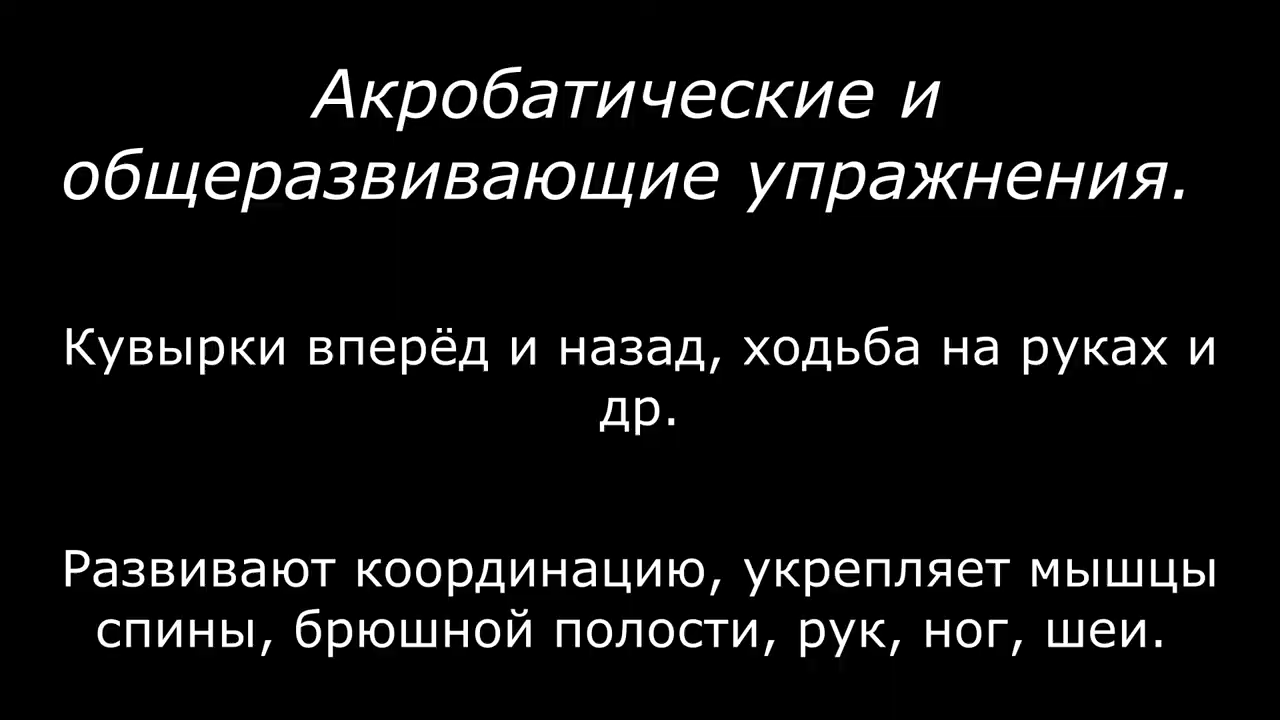 Акробатические и
общеразвивающие упражнения.
Кувырки вперёд и назад, ходьба на руках и
др.
Развивают координацию, укрепляет мышцы
спины, брюшной полости, рук, ног, шеи.